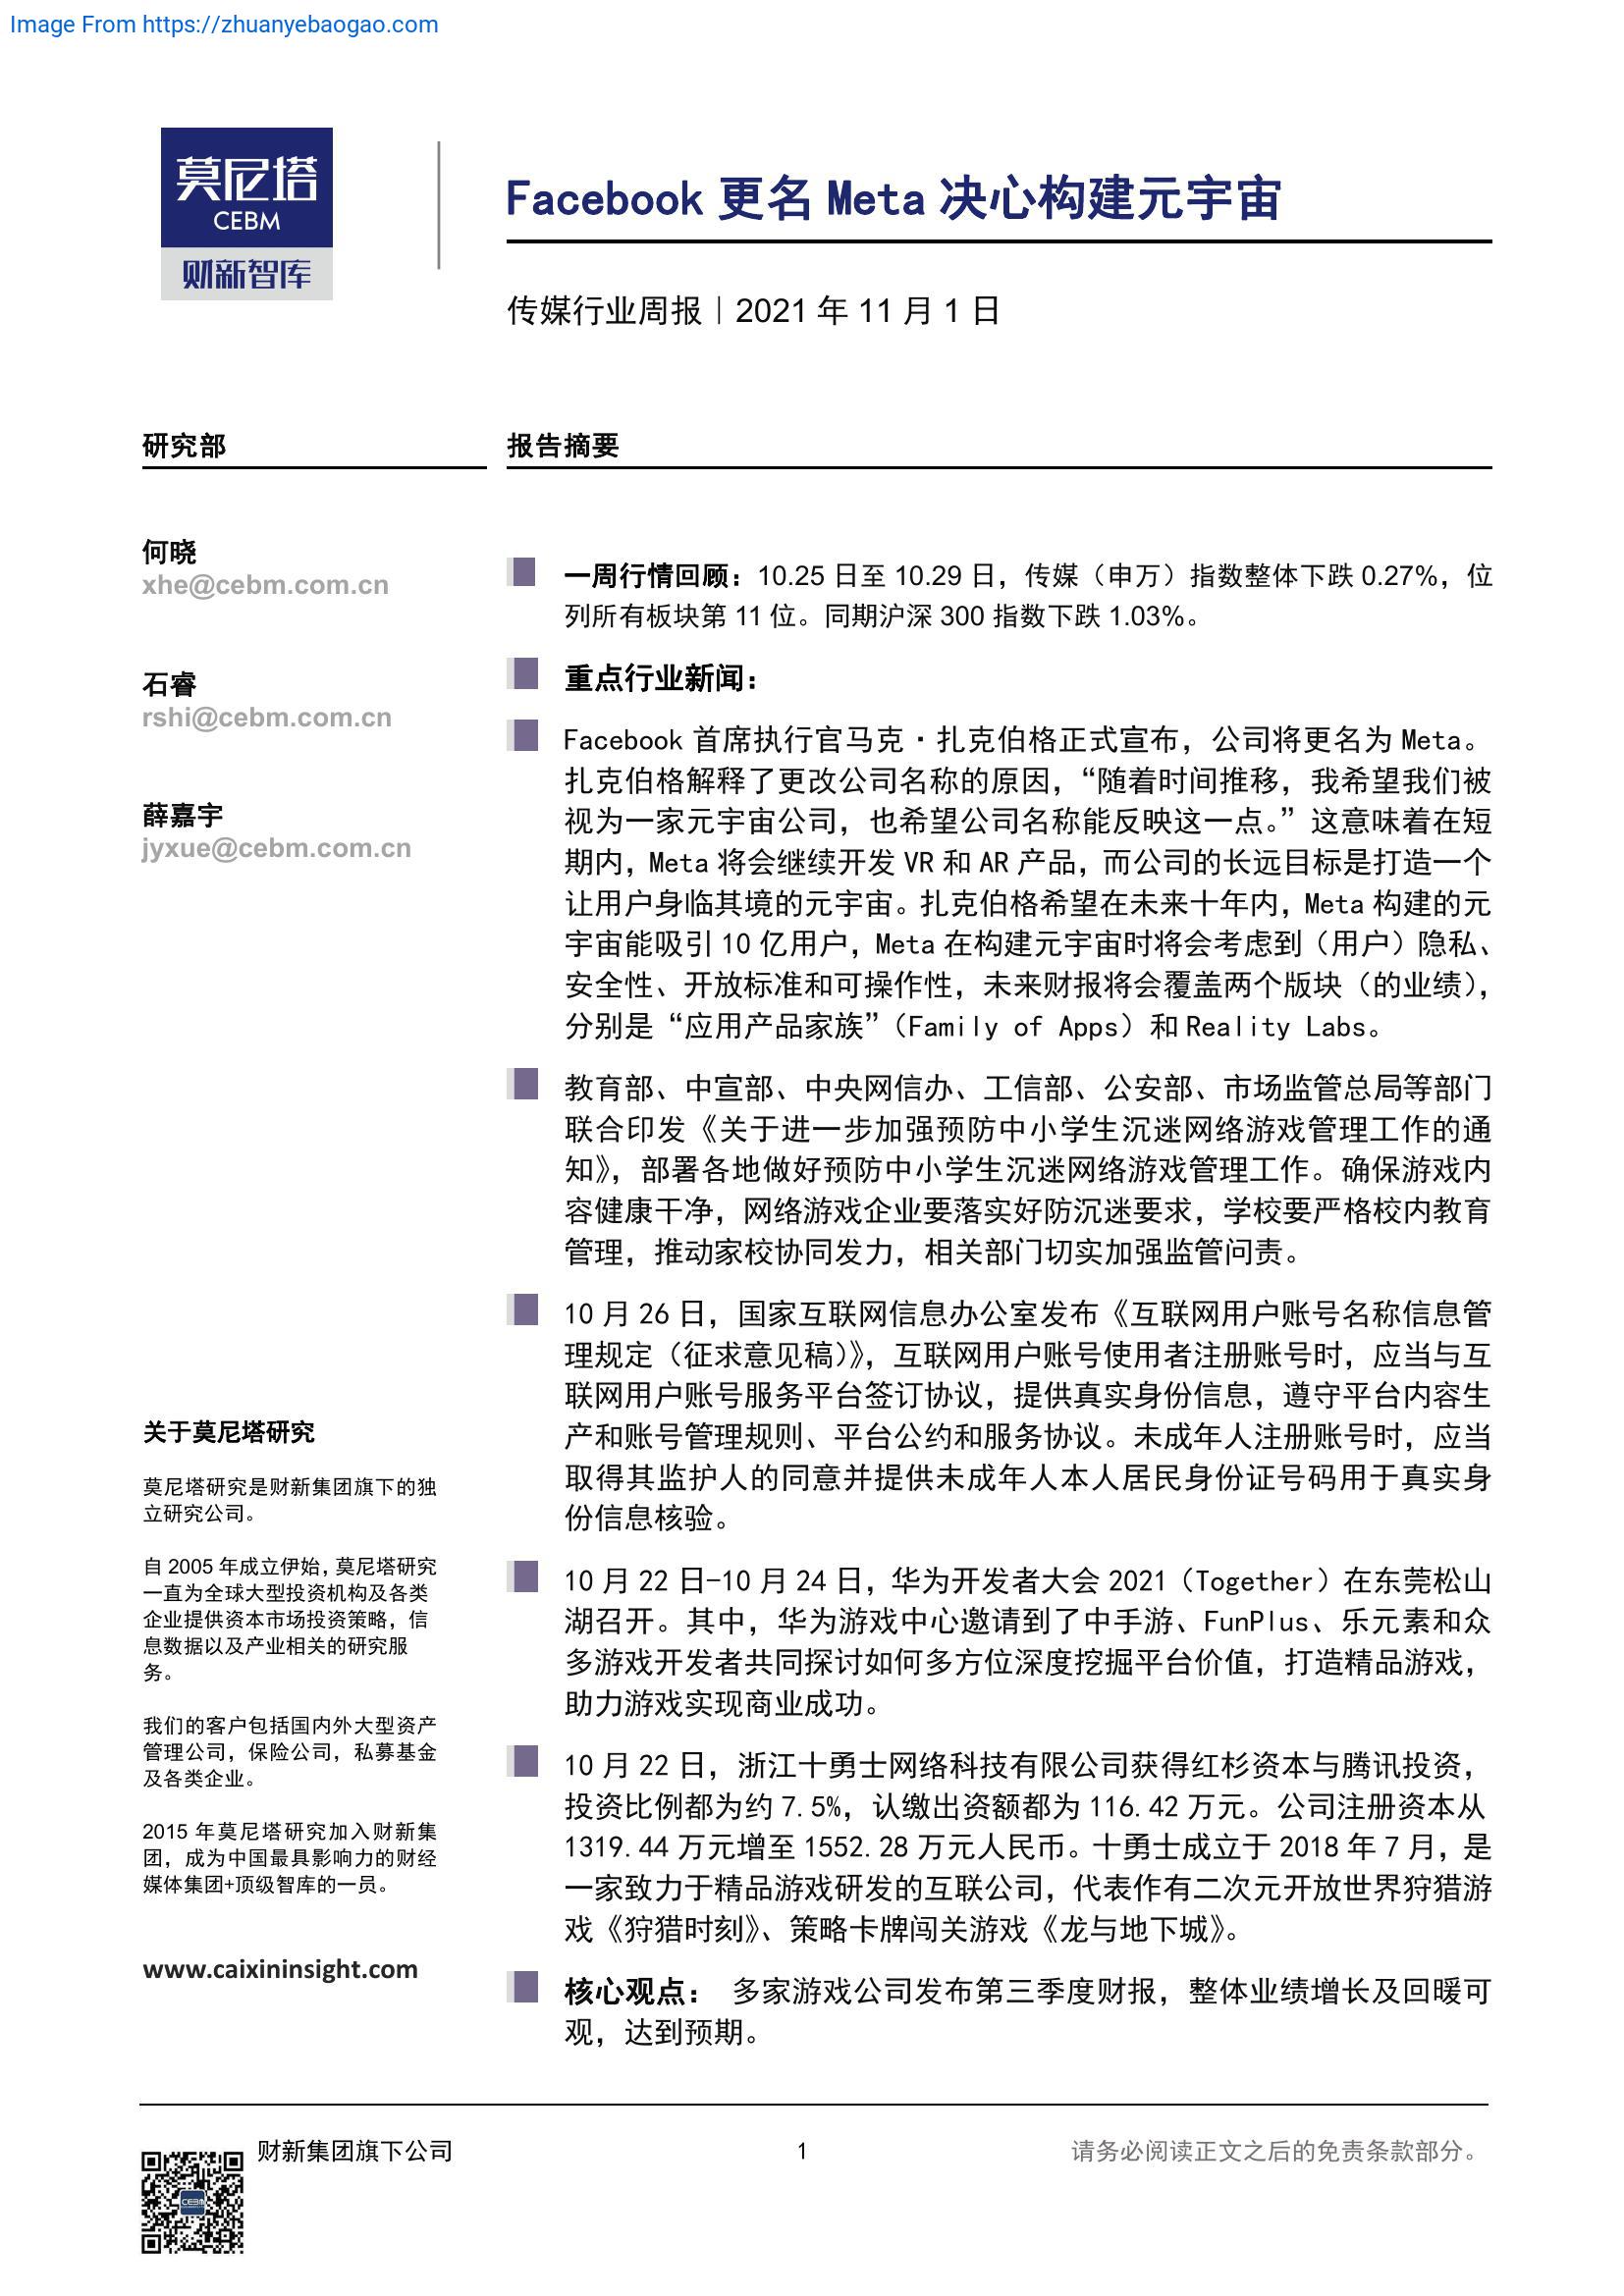 Image From https://zhuanyebaogao.com
莫尼塔
CEBM
财新智库
Facebook 更名 Meta 决心构建元宇宙
传媒行业周报｜2021 年 11 月 1 日
研究部
何晓
xhe@cebm.com.cn
石睿
rshi@cebm.com.cn
薛嘉宇
jyxue@cebm.com.cn
关于莫尼塔研究
莫尼塔研究是财新集团旗下的独
立研究公司。
自 2005 年成立伊始，莫尼塔研究
一直为全球大型投资机构及各类
企业提供资本市场投资策略，信
息数据以及产业相关的研究服
务。
我们的客户包括国内外大型资产
管理公司，保险公司，私募基金
及各类企业。
2015 年莫尼塔研究加入财新集
团，成为中国最具影响力的财经
媒体集团+顶级智库的一员。
www.caixininsight.com
报告摘要
一周行情回顾：10.25 日至 10.29 日，传媒（申万）指数整体下跌 0.27%，位
列所有板块第 11 位。同期沪深 300 指数下跌 1.03%。
重点行业新闻：
Facebook 首席执行官马克·扎克伯格正式宣布，公司将更名为 Meta。
扎克伯格解释了更改公司名称的原因，“随着时间推移，我希望我们被
视为一家元宇宙公司，也希望公司名称能反映这一点。”这意味着在短
期内，Meta 将会继续开发 VR 和 AR 产品，而公司的长远目标是打造一个
让用户身临其境的元宇宙。扎克伯格希望在未来十年内，Meta 构建的元
宇宙能吸引 10 亿用户，Meta 在构建元宇宙时将会考虑到（用户）隐私、
安全性、开放标准和可操作性，未来财报将会覆盖两个版块（的业绩），
分别是“应用产品家族”（Family of Apps）和 Reality Labs。
教育部、中宣部、中央网信办、工信部、公安部、市场监管总局等部门
联合印发《关于进一步加强预防中小学生沉迷网络游戏管理工作的通
知》，部署各地做好预防中小学生沉迷网络游戏管理工作。确保游戏内
容健康干净，网络游戏企业要落实好防沉迷要求，学校要严格校内教育
管理，推动家校协同发力，相关部门切实加强监管问责。
10 月 26 日，国家互联网信息办公室发布《互联网用户账号名称信息管
理规定（征求意见稿）》，互联网用户账号使用者注册账号时，应当与互
联网用户账号服务平台签订协议，提供真实身份信息，遵守平台内容生
产和账号管理规则、平台公约和服务协议。未成年人注册账号时，应当
取得其监护人的同意并提供未成年人本人居民身份证号码用于真实身
份信息核验。
10 月 22 日-10 月 24 日，华为开发者大会 2021（Together）在东莞松山
湖召开。其中，华为游戏中心邀请到了中手游、FunPlus、乐元素和众
多游戏开发者共同探讨如何多方位深度挖掘平台价值，打造精品游戏，
助力游戏实现商业成功。
10 月 22 日，浙江十勇士网络科技有限公司获得红杉资本与腾讯投资，
投资比例都为约 7.5%，认缴出资额都为 116.42 万元。公司注册资本从
1319.44 万元增至 1552.28 万元人民币。十勇士成立于 2018 年 7 月，是
一家致力于精品游戏研发的互联公司，代表作有二次元开放世界狩猎游
戏《狩猎时刻》、策略卡牌闯关游戏《龙与地下城》。
核心观点： 多家游戏公司发布第三季度财报，整体业绩增长及回暖可
观，达到预期。
财新集团旗下公司
1
请务必阅读正文之后的免责条款部分。
CEBM